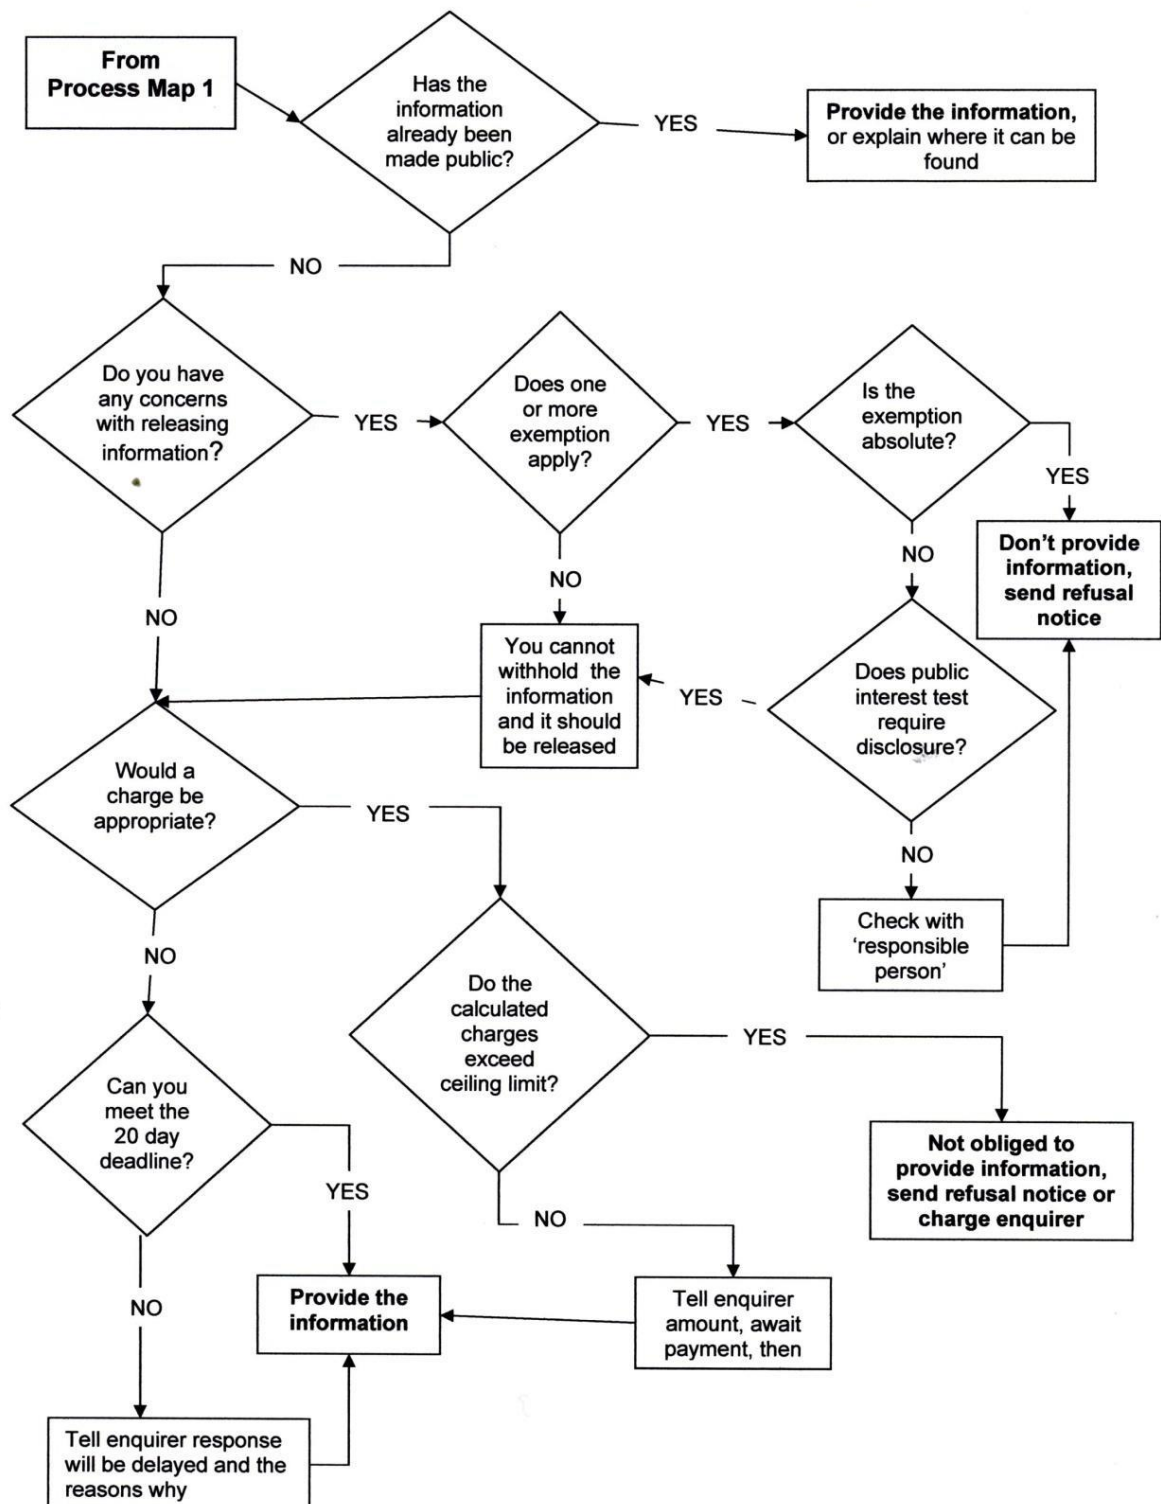 From
Process Map 1
Has the
information
already been
made public?
YES
Provide the information,
or explain where it can be
found
NO
Do you have
any concerns
with releasing
information?
YES
Does one
or more
exemption
apply?
YES
Is the
exemption
absolute?
YES
Don't provide
information,
send refusal
notice
NO
NO
NO
You cannot
withhold the
information
and it should
be released
YES
Does public
interest test
require
disclosure?
Would a
charge be
appropriate?
YES
NO
Check with
'responsible
person'
NO
Do the
calculated
charges
exceed
ceiling limit?
YES
Can you
meet the
20 day
deadline?
YES
Not obliged to
provide information,
send refusal notice or
charge enquirer
NO
NO
Provide the
information
Tell enquirer
amount, await
payment, then
Tell enquirer response
will be delayed and the
reasons why